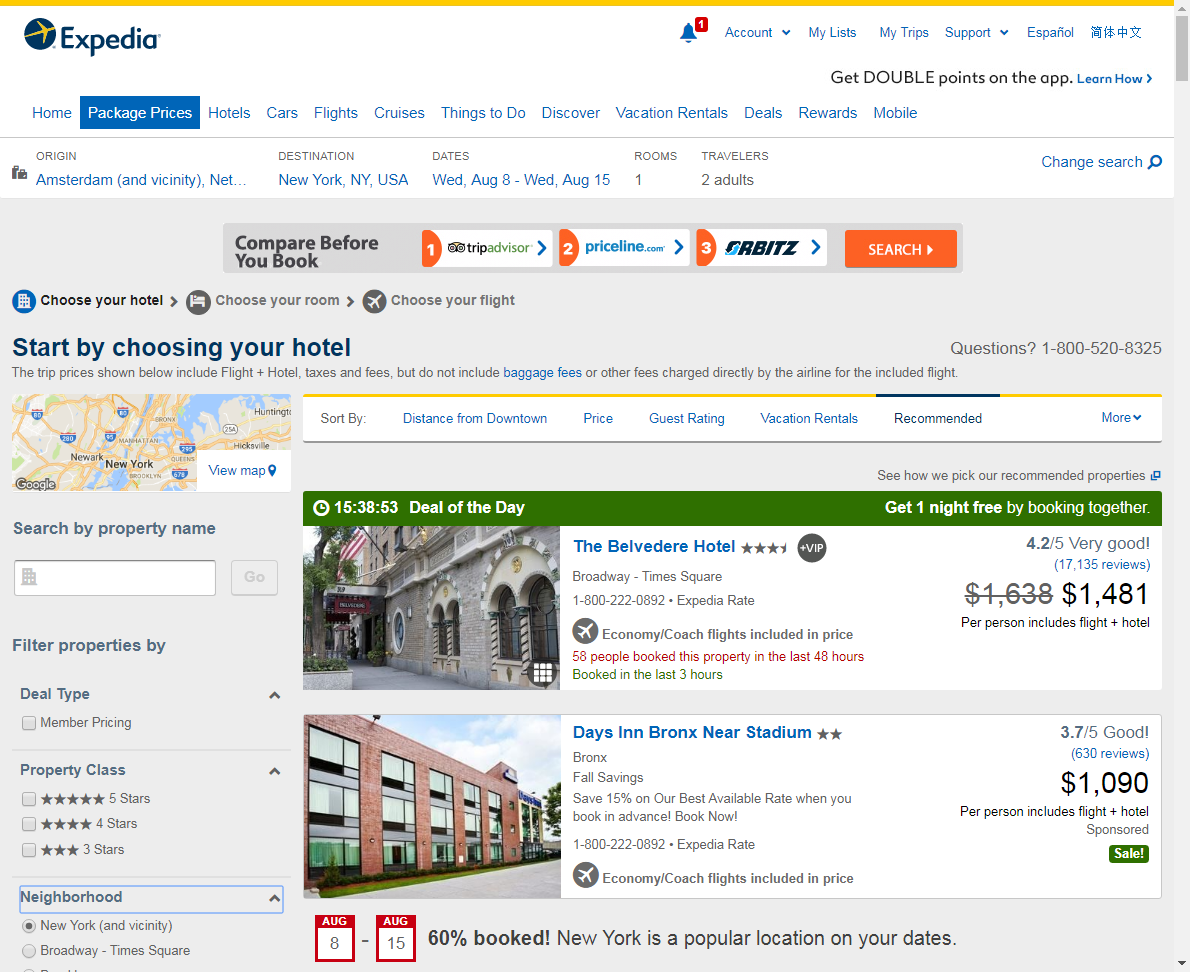 Expedia
1
Account
My Lists
My Trips
Support
Español
简体中文
Get DOUBLE points on the app. Learn How
Home
Package Prices
Hotels
Cars
Flights
Cruises
Things to Do
Discover
Vacation Rentals
Deals
Rewards
Mobile
ORIGIN
Amsterdam (and vicinity), Net...
DESTINATION
New York, NY, USA
DATES
Wed, Aug 8 - Wed, Aug 15
ROOMS
1
TRAVELERS
2 adults
Change search
Compare Before
You Book
1 tripadvisor
2 priceline.com
3 ORBITZ
SEARCH
Choose your hotel
Choose your room
Choose your flight
Start by choosing your hotel
Questions? 1-800-520-8325
The trip prices shown below include Flight + Hotel, taxes and fees, but do not include baggage fees or other fees charged directly by the airline for the included flight.
80
80
BRONX
Huntingt
25A
280
95
MANHATTAN
Hicksville
295
Newark
QUEENS
New York
BROOKLYN
678
Google
View map
Sort By:
Distance from Downtown
Price
Guest Rating
Vacation Rentals
Recommended
More
See how we pick our recommended properties
Search by property name
Go
Filter properties by
Deal Type
Member Pricing
Property Class
5 Stars
4 Stars
3 Stars
Neighborhood
New York (and vicinity)
Broadway - Times Square
15:38:53 Deal of the Day
Get 1 night free by booking together.
319
BELVEDERE
The Belvedere Hotel
+VIP
Broadway - Times Square
1-800-222-0892 • Expedia Rate
Economy/Coach flights included in price
58 people booked this property in the last 48 hours
Booked in the last 3 hours
4.2/5 Very good!
(17,135 reviews)
$1,638 $1,481
Per person includes flight + hotel
Days Inn
Days Inn Bronx Near Stadium
Bronx
Fall Savings
Save 15% on Our Best Available Rate when you
book in advance! Book Now!
1-800-222-0892 • Expedia Rate
Economy/Coach flights included in price
3.7/5 Good!
(630 reviews)
$1,090
Per person includes flight + hotel
Sponsored
Sale!
AUG
8
-
AUG
15
60% booked! New York is a popular location on your dates.